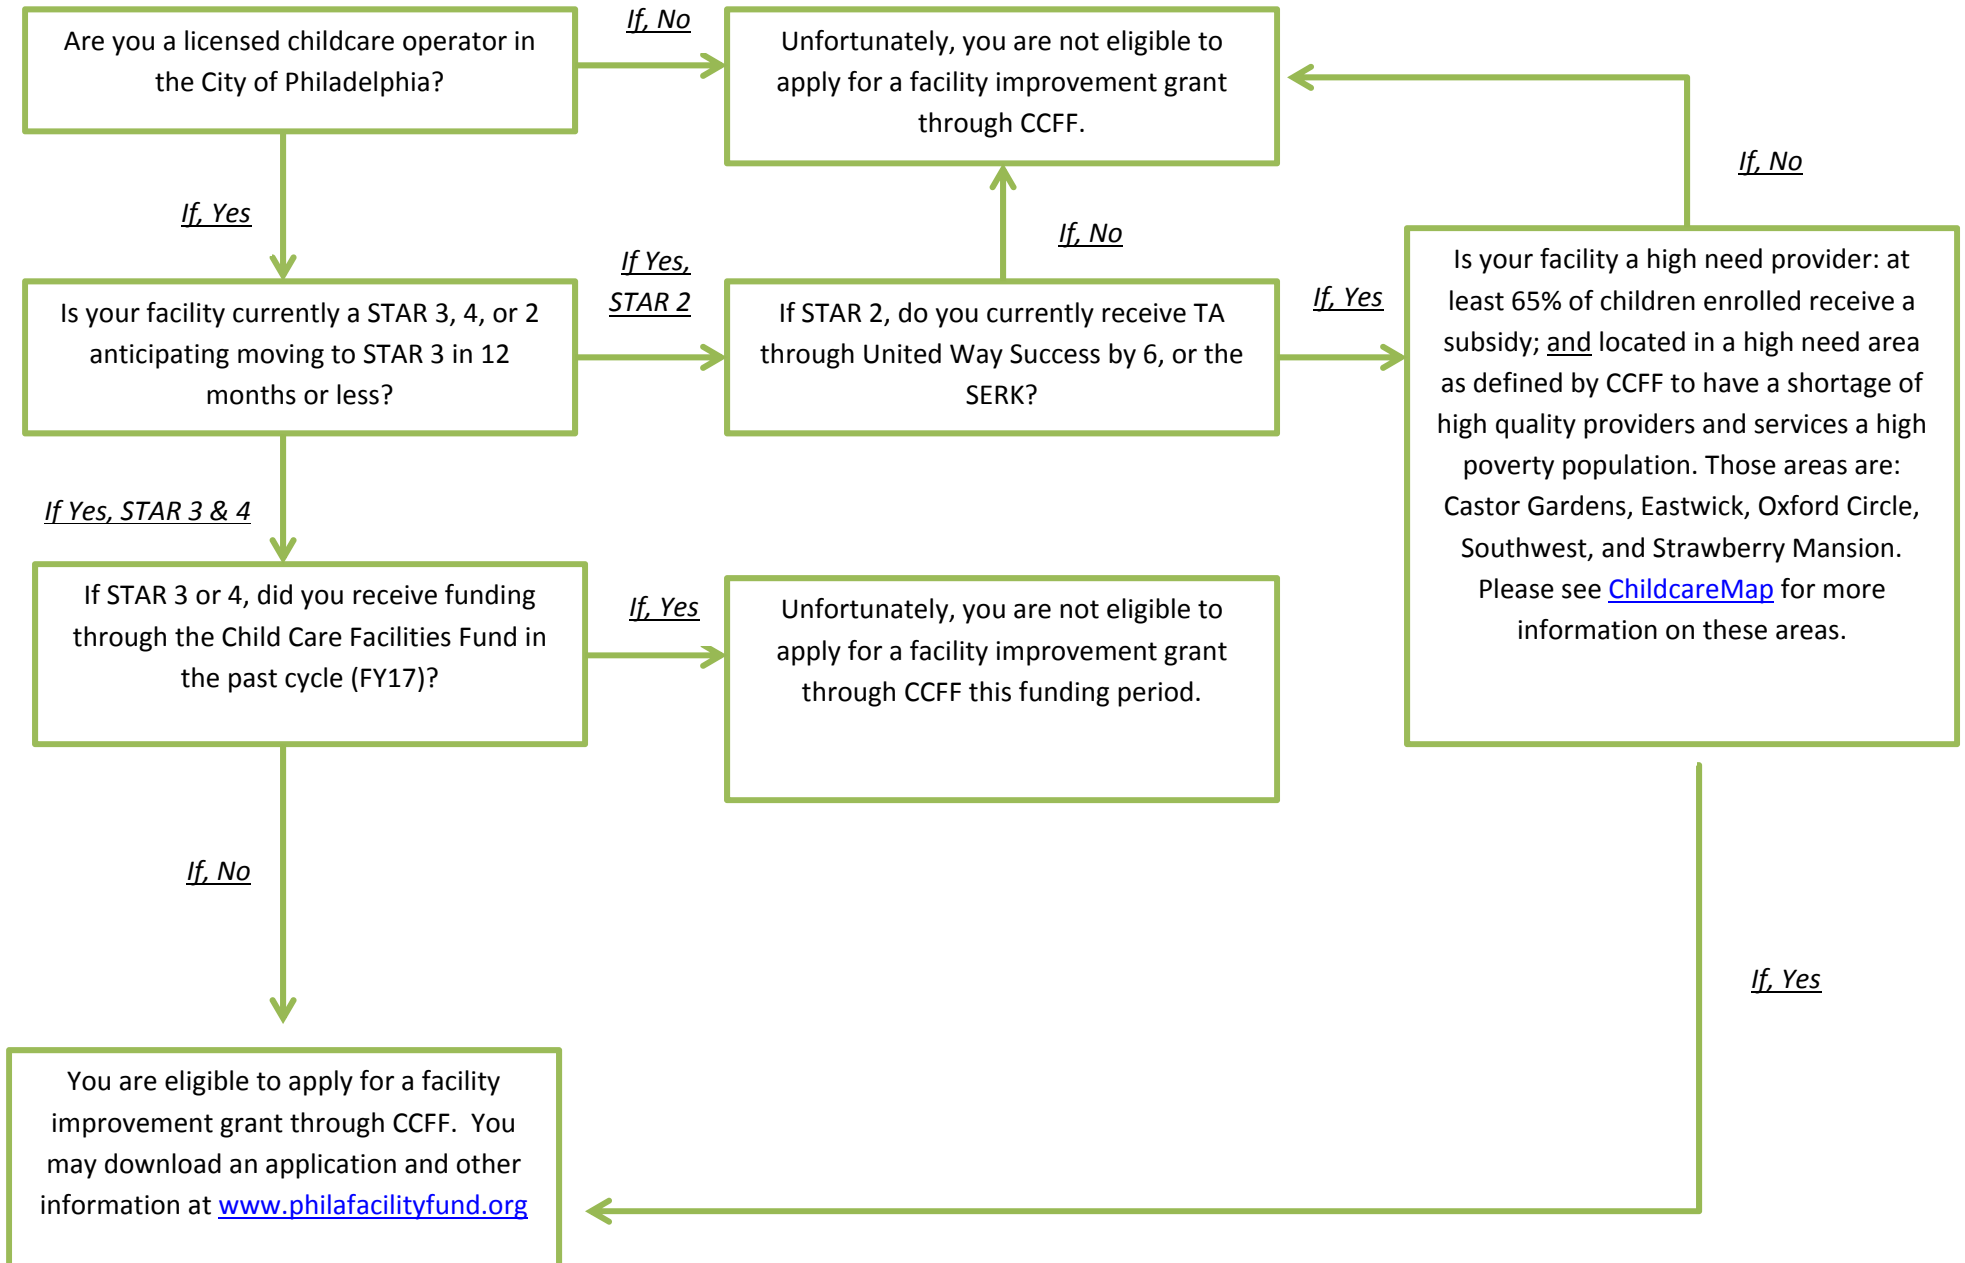 Are you a licensed childcare operator in
the City of Philadelphia?
If, No
Unfortunately, you are not eligible to
apply for a facility improvement grant
through CCFF.
If, No
If, Yes
If Yes,
STAR 2
If, No
If, Yes
Is your facility currently a STAR 3, 4, or 2
anticipating moving to STAR 3 in 12
months or less?
If STAR 2, do you currently receive TA
through United Way Success by 6, or the
SERK?
Is your facility a high need provider: at
least 65% of children enrolled receive a
subsidy; and located in a high need area
as defined by CCFF to have a shortage of
high quality providers and services a high
poverty population. Those areas are:
Castor Gardens, Eastwick, Oxford Circle,
Southwest, and Strawberry Mansion.
Please see ChildcareMap for more
information on these areas.
If Yes, STAR 3 & 4
If STAR 3 or 4, did you receive funding
through the Child Care Facilities Fund in
the past cycle (FY17)?
If, Yes
Unfortunately, you are not eligible to
apply for a facility improvement grant
through CCFF this funding period.
If, No
If, Yes
You are eligible to apply for a facility
improvement grant through CCFF.  You
may download an application and other
information at www.philafacilityfund.org